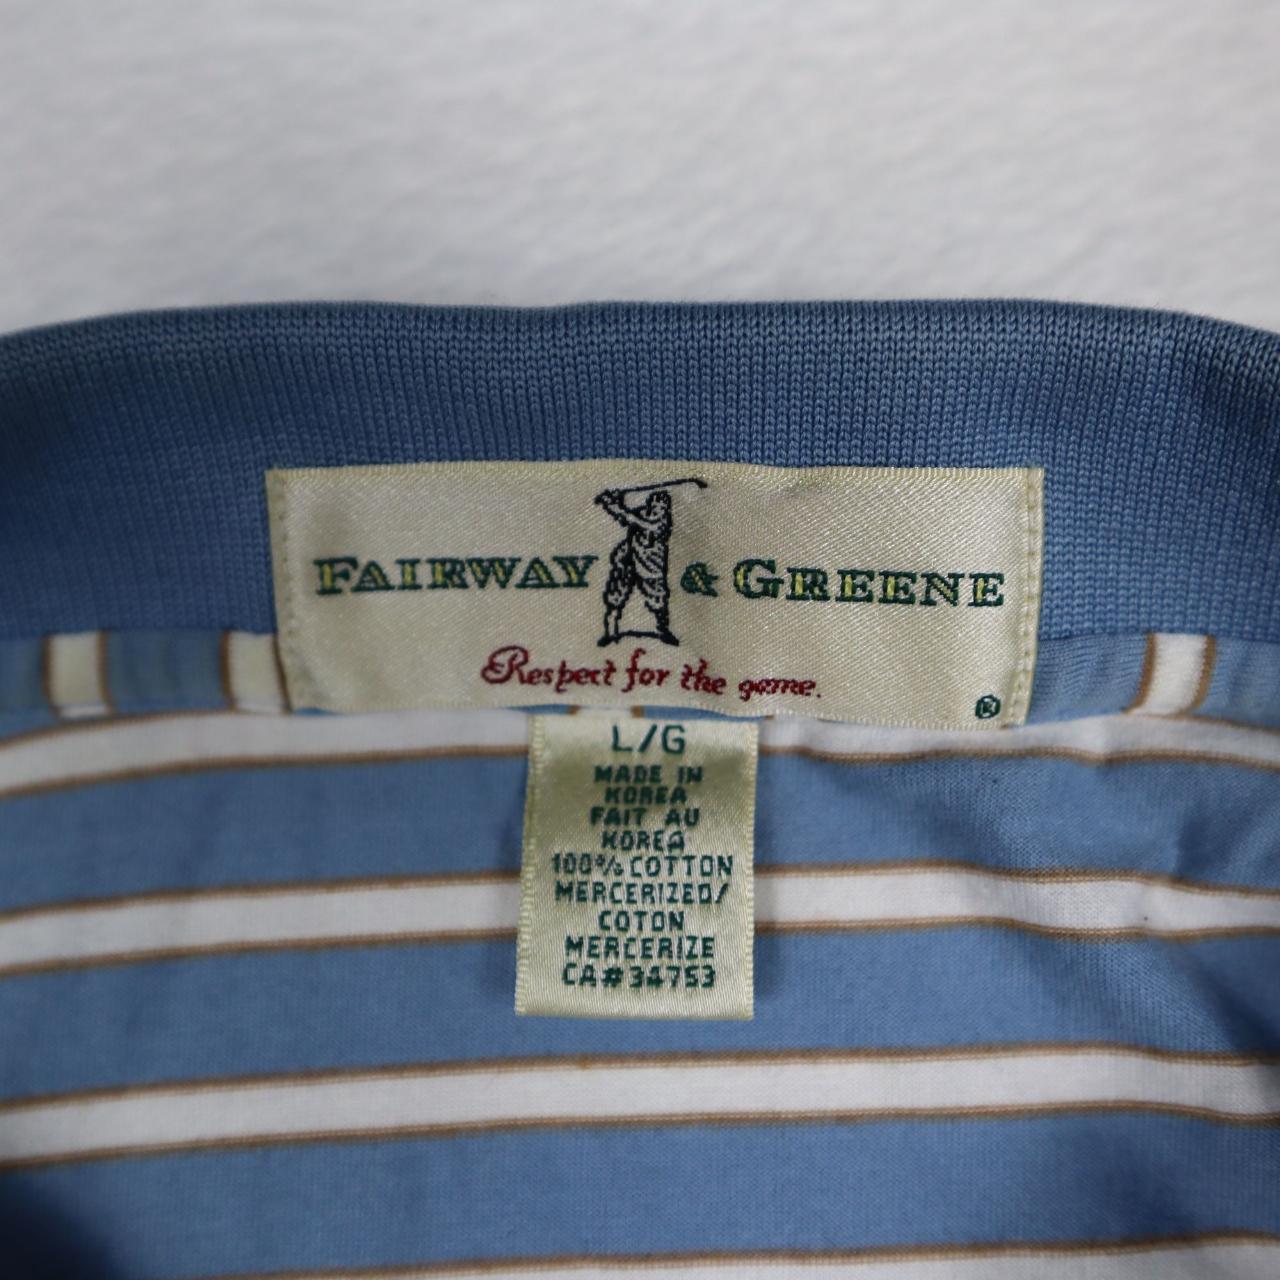 FAIRWAY & GREENE
Respect for the game.
®
L/G
MADE IN
KOREA
FAIT AU
KOREA
100% COTTON
MERCERIZED/
COTON
MERCERIZE
CA#34753